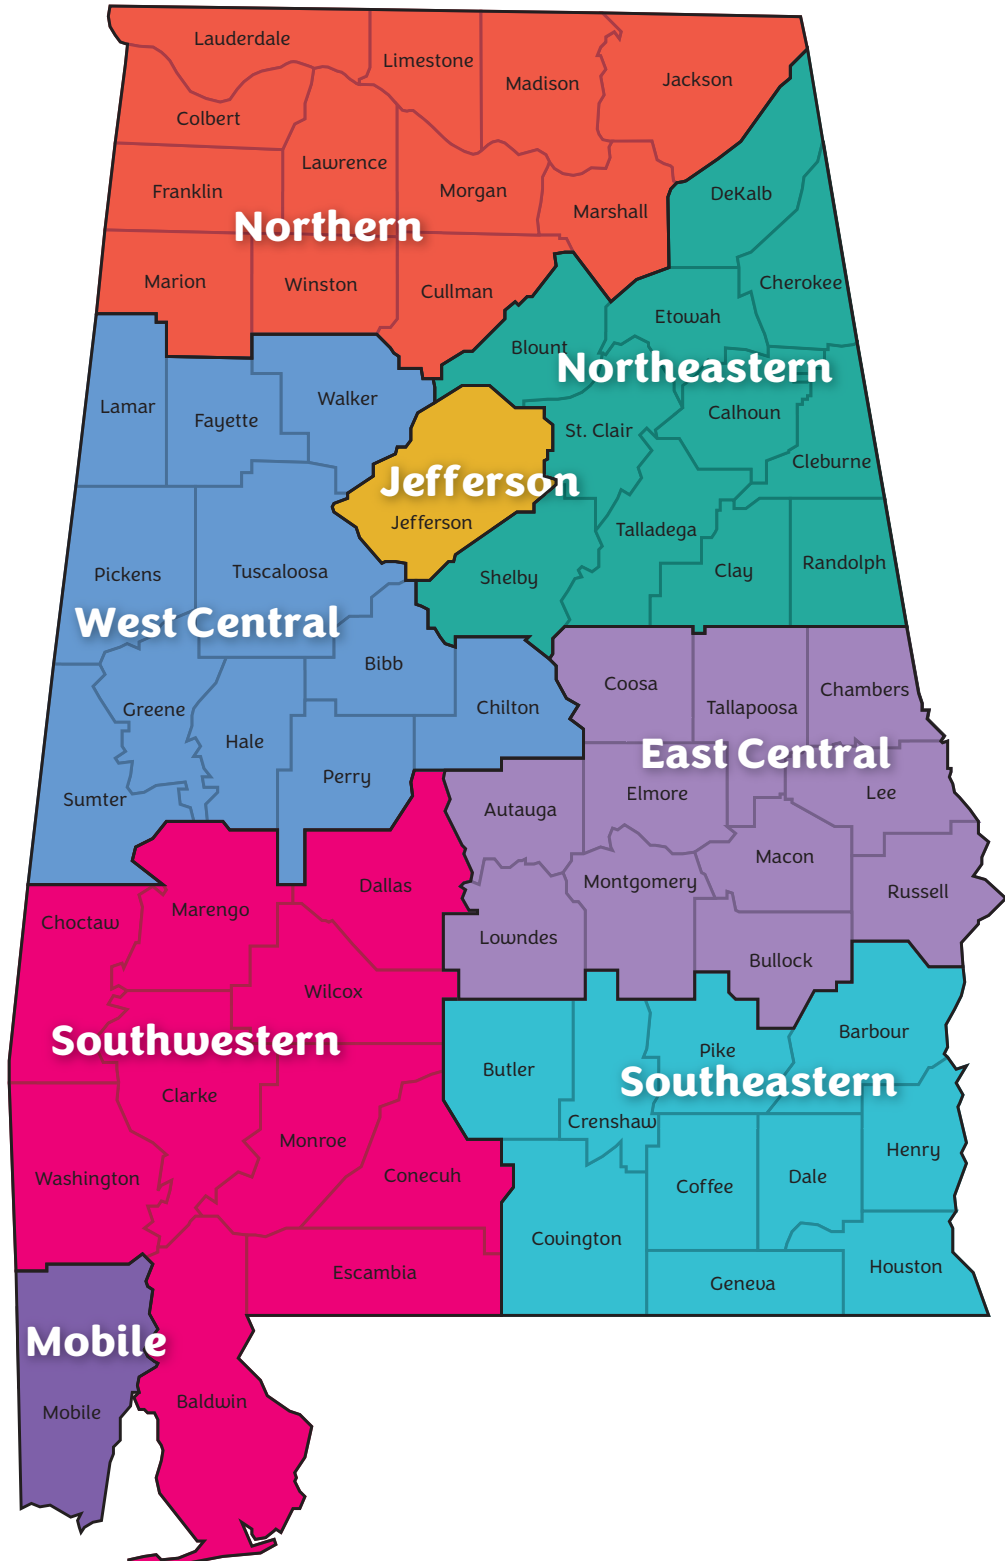 Lauderdale
Limestone
Madison
Jackson
Colbert
Lawrence
Franklin
Morgan
DeKalb
Marshall
Northern
Marion
Winston
Cullman
Cherokee
Etowah
Blount
Northeastern
Lamar
Walker
Fayette
Calhoun
St. Clair
Cleburne
Jefferson
Jefferson
Talladega
Pickens
Tuscaloosa
Shelby
Clay
Randolph
West Central
Bibb
Coosa
Chambers
Greene
Chilton
Tallapoosa
Hale
East Central
Perry
Sumter
Autauga
Elmore
Lee
Macon
Dallas
Montgomery
Russell
Choctaw
Marengo
Lowndes
Bullock
Wilcox
Southwestern
Barbour
Pike
Butler
Southeastern
Clarke
Crenshaw
Monroe
Henry
Washington
Conecuh
Coffee
Dale
Covington
Escambia
Geneva
Houston
Mobile
Baldwin
Mobile